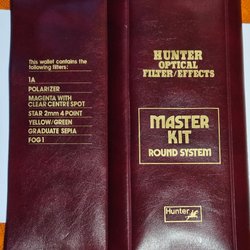 This wallet contains the
following filters:
1A
POLARIZER
MAGENTA WITH
CLEAR CENTRE SPOT
STAR 2mm 4 POINT
YELLOW/GREEN
GRADUATE SEPIA
FOG 1
HUNTER
OPTICAL
FILTER/EFFECTS
MASTER
KIT
ROUND SYSTEM
Hunter